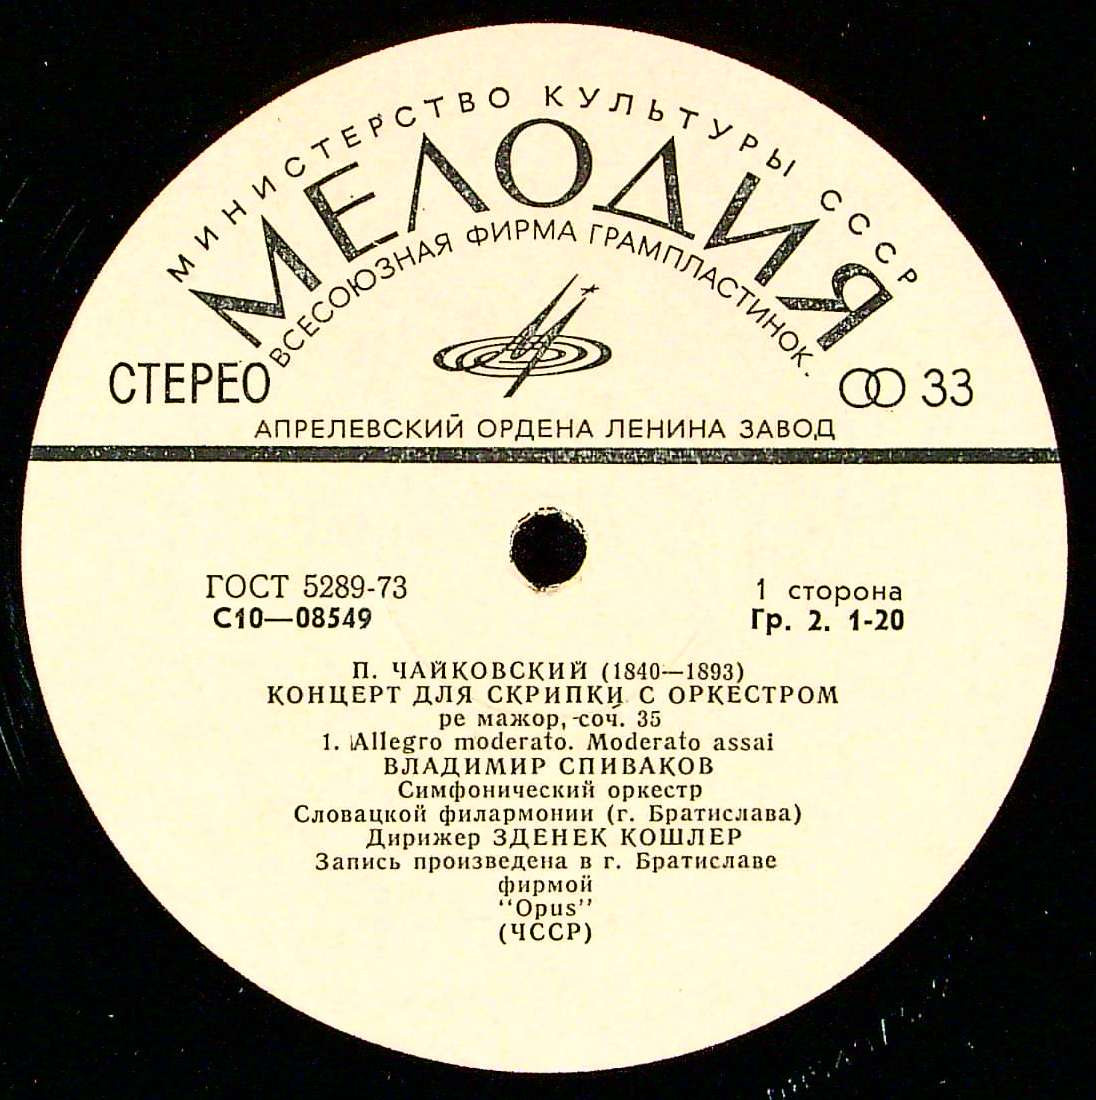 МИНИСТЕРСТВО КУЛЬТУРЫ СССР
МЕЛОДИЯ
ВСЕСОЮЗНАЯ ФИРМА ГРАМПЛАСТИНОК.
СТЕРЕО
33
АПРЕЛЕВСКИЙ ОРДЕНА ЛЕНИНА ЗАВОД
ГОСТ 5289-73
1 сторона
С10—08549
Гр. 2. 1-20
П. ЧАЙКОВСКИЙ (1840—1893)
КОНЦЕРТ ДЛЯ СКРИПКИ С ОРКЕСТРОМ
ре мажор, соч. 35
1. Allegro moderato. Moderato assai
ВЛАДИМИР СПИВАКОВ
Симфонический оркестр
Словацкой филармонии (г. Братислава)
Дирижер ЗДЕНЕК КОШЛЕР
Запись произведена в г. Братиславе
фирмой
"Opus"
(ЧССР)